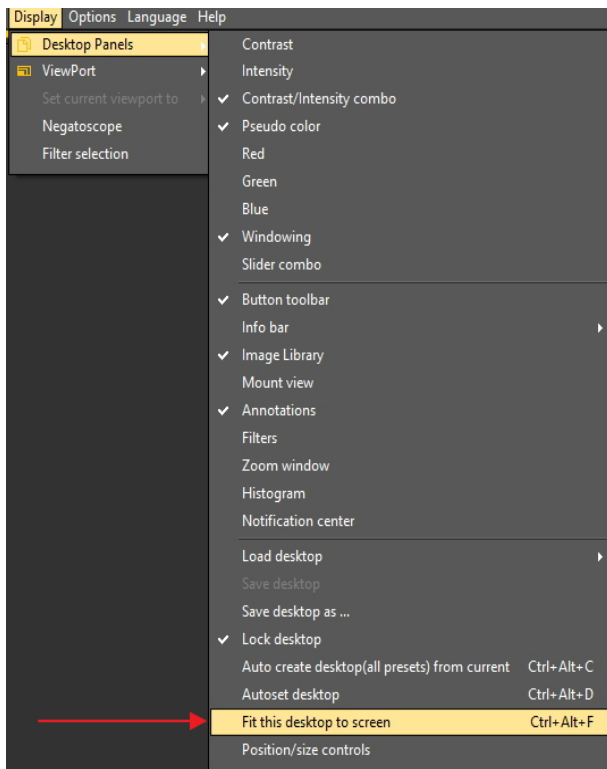 Display Options Language Help
Desktop Panels
ViewPort
Set current viewport to
Negatoscope
Filter selection
Contrast
Intensity
Contrast/Intensity combo
Pseudo color
Red
Green
Blue
Windowing
Slider combo
Button toolbar
Info bar
Image Library
Mount view
Annotations
Filters
Zoom window
Histogram
Notification center
Load desktop
Save desktop
Save desktop as ...
Lock desktop
Auto create desktop(all presets) from current Ctrl+Alt+C
Autoset desktop Ctrl+Alt+D
Fit this desktop to screen Ctrl+Alt+F
Position/size controls